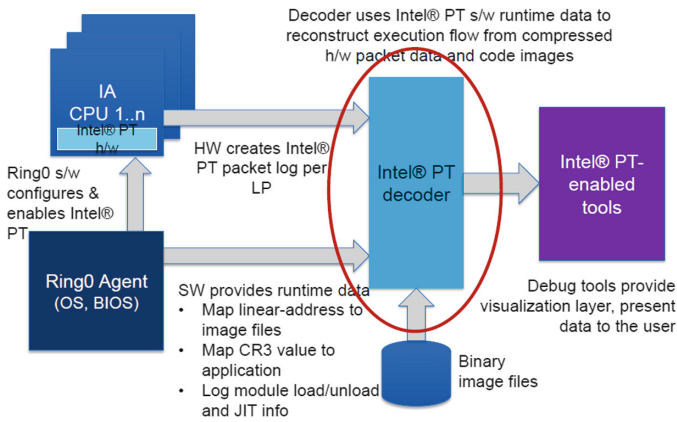 Decoder uses Intel® PT s/w runtime data to
reconstruct execution flow from compressed
h/w packet data and code images
IA
CPU 1..n
Intel® PT
h/w
HW creates Intel®
PT packet log per
LP
Intel® PT
decoder
Intel® PT-
enabled
tools
Ring0 s/w
configures &
enables Intel®
PT
Ring0 Agent
(OS, BIOS)
SW provides runtime data
• Map linear-address to
image files
• Map CR3 value to
application
• Log module load/unload
and JIT info
Binary
image files
Debug tools provide
visualization layer, present
data to the user